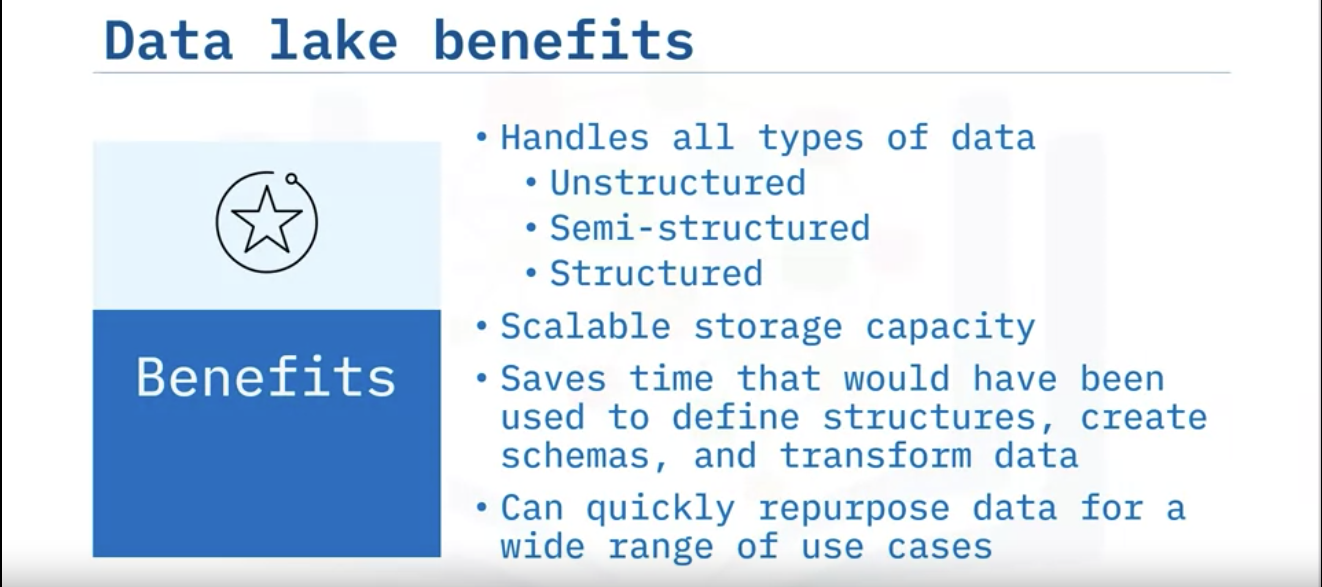 Data lake benefits
Benefits
• Handles all types of data
• Unstructured
• Semi-structured
• Structured
• Scalable storage capacity
• Saves time that would have been
used to define structures, create
schemas, and transform data
• Can quickly repurpose data for a
wide range of use cases